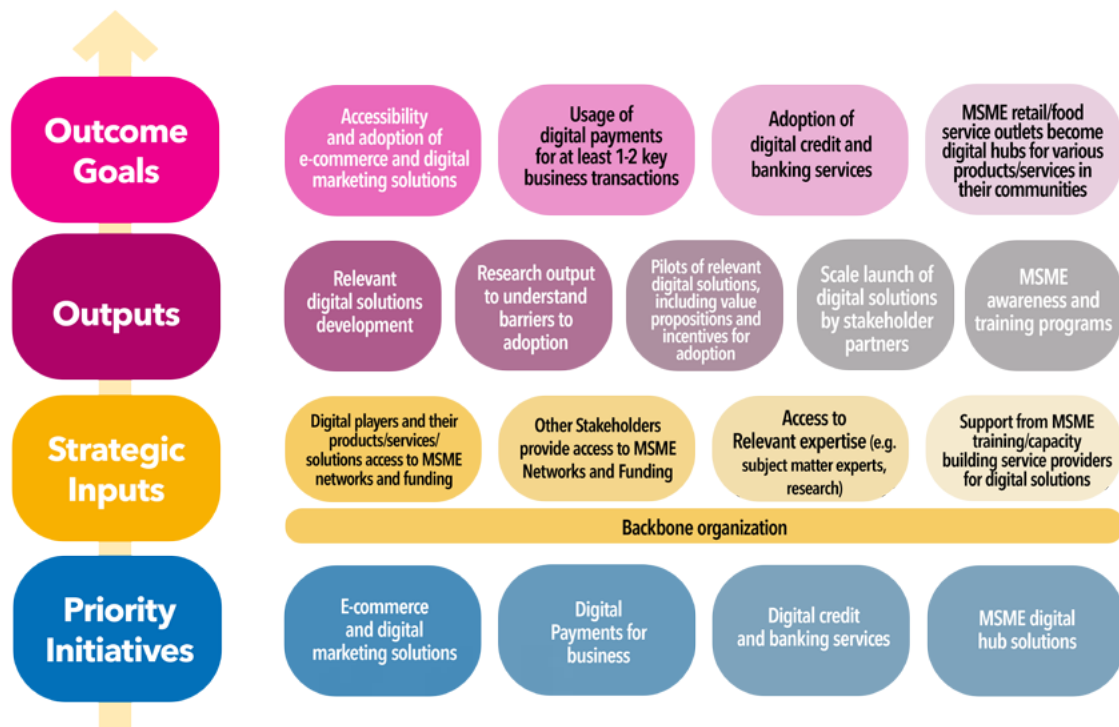 Outcome
Goals
Accessibility
and adoption of
e-commerce and digital
marketing solutions
Usage of
digital payments
for at least 1-2 key
business transactions
Adoption of
digital credit and
banking services
MSME retail/food
service outlets become
digital hubs for various
products/services in
their communities
Outputs
Relevant
digital solutions
development
Research output
to understand
barriers to
adoption
Pilots of relevant
digital solutions,
including value
propositions and
incentives for
adoption
Scale launch of
digital solutions
by stakeholder
partners
MSME
awareness and
training programs
Strategic
Inputs
Digital players and their
products/services/
solutions access to MSME
networks and funding
Other Stakeholders
provide access to MSME
Networks and Funding
Access to
Relevant expertise (e.g.
subject matter experts,
research)
Support from MSME
training/capacity
building service providers
for digital solutions
Backbone organization
Priority
Initiatives
E-commerce
and digital
marketing solutions
Digital
Payments for
business
Digital credit
and banking services
MSME digital
hub solutions